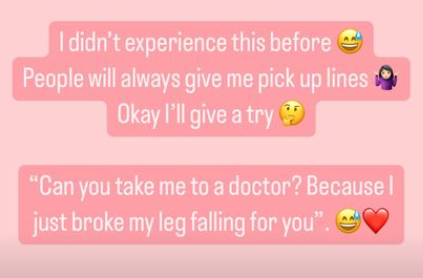 I didn't experience this before 😅
People will always give me pick up lines 🤷🏻‍♀️
Okay I'll give a try 🤔
“Can you take me to a doctor? Because I
just broke my leg falling for you”. 😅❤️